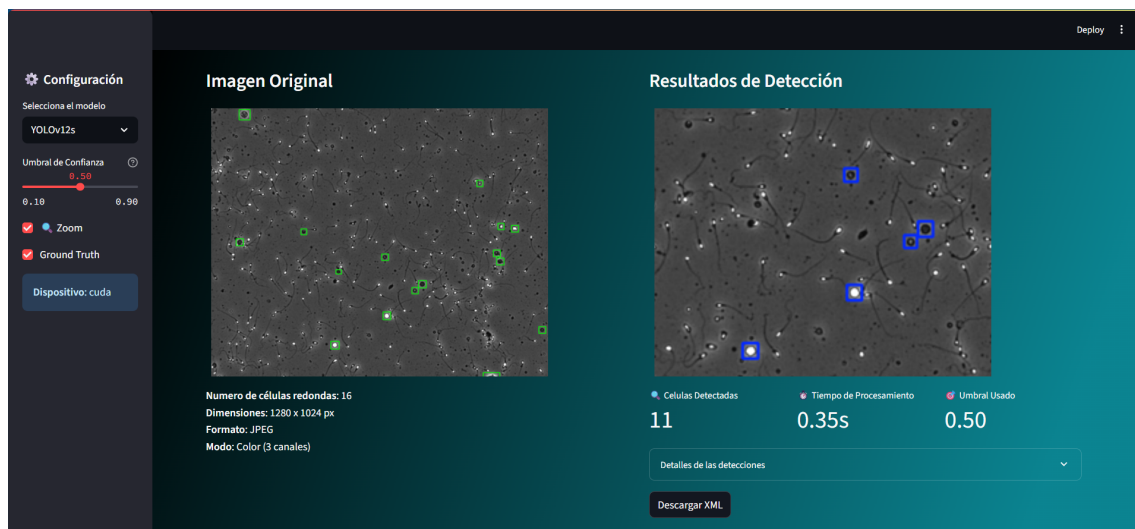 Deploy
Configuración
Selecciona el modelo
YOLOv12s
Umbral de Confianza
0.50
0.10 0.90
Zoom
Ground Truth
Dispositivo: cuda
Imagen Original
Numero de células redondas: 16
Dimensiones: 1280 x 1024 px
Formato: JPEG
Modo: Color (3 canales)
Resultados de Detección
Celulas Detectadas Tiempo de Procesamiento Umbral Usado
11 0.35s 0.50
Detalles de las detecciones
Descargar XML